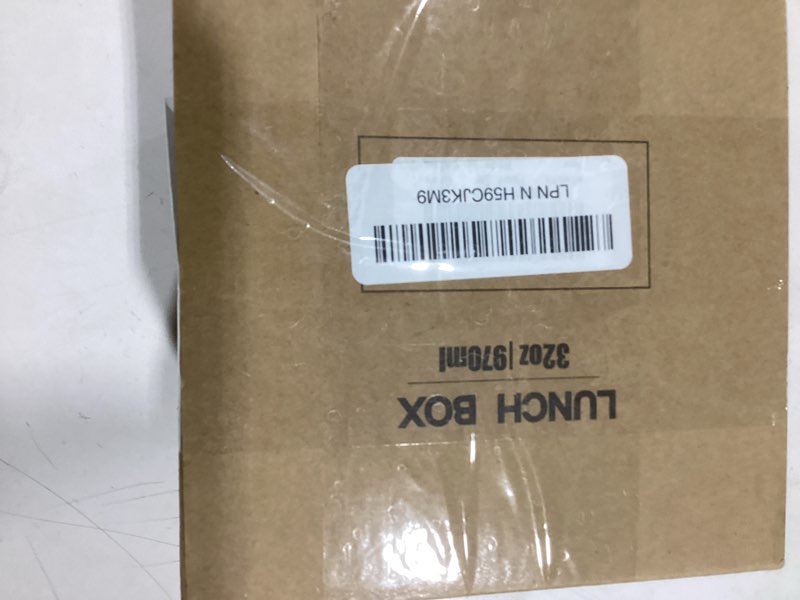 LUNCH BOX
32oz|970ml
LPN N H59CJK3M9